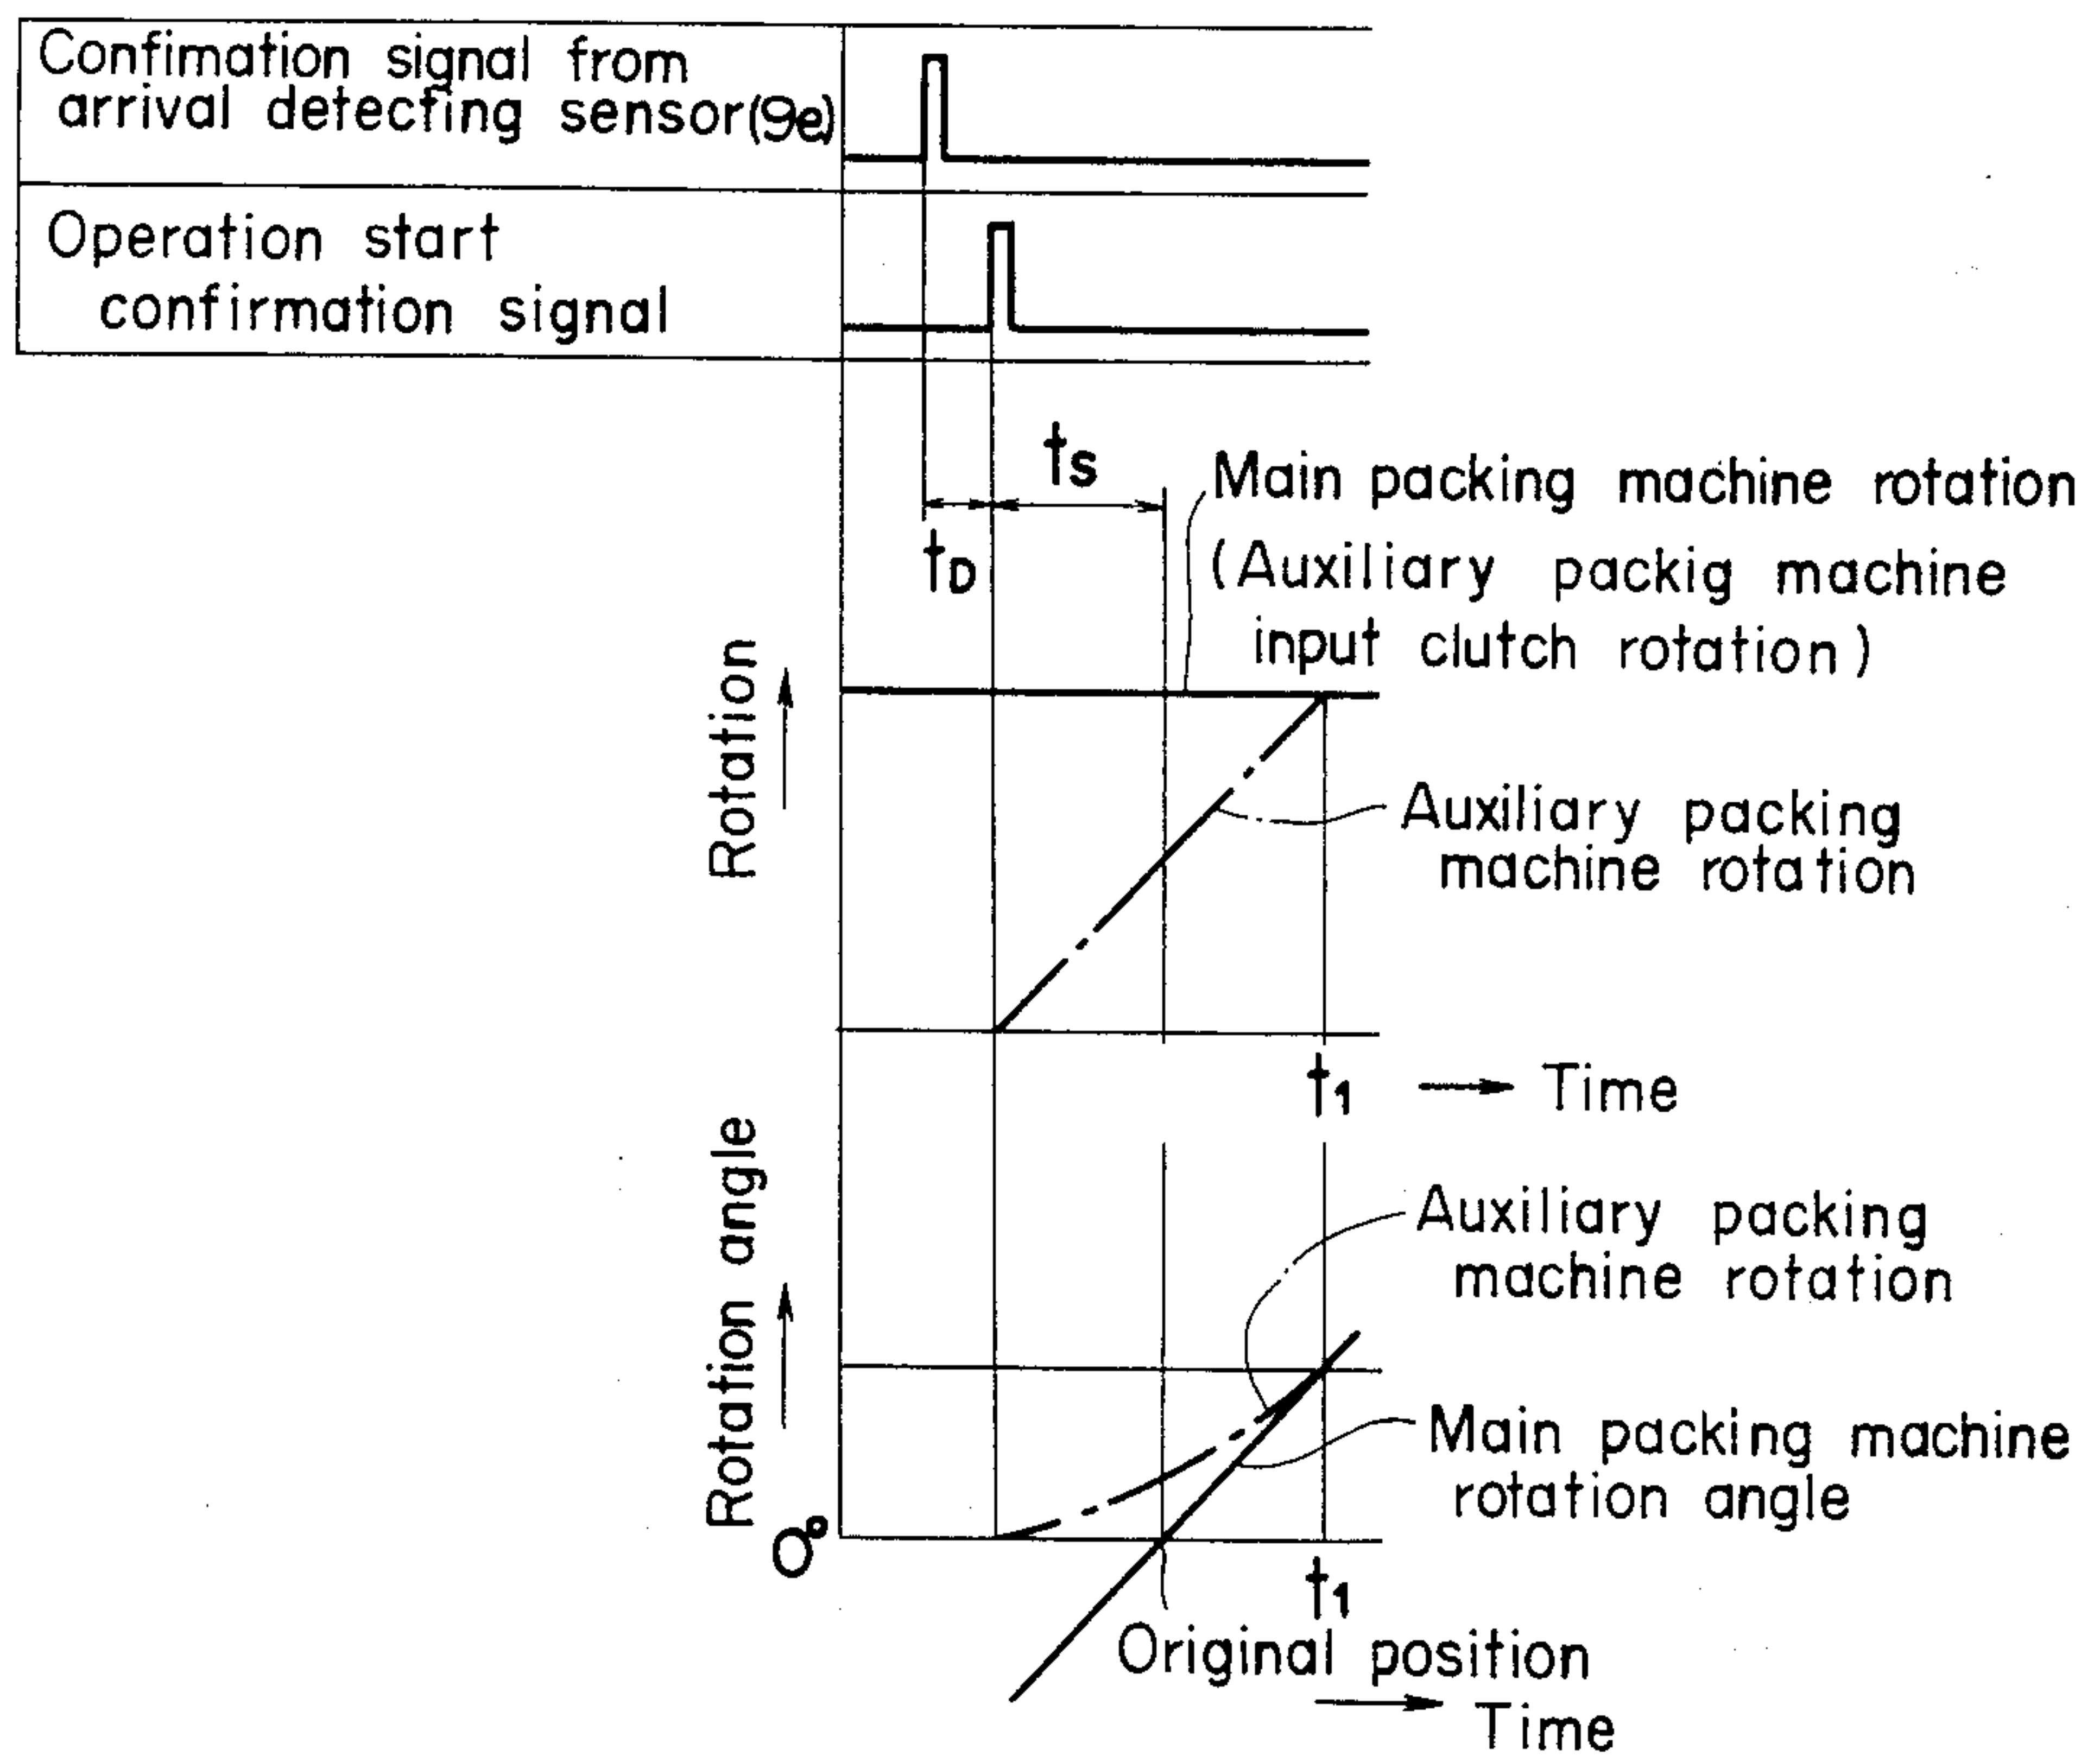 Confimation signal from
arrival detecting sensor(9e)
Operation start
confirmation signal
ts
tD
Main packing machine rotation
(Auxiliary packig machine
input clutch rotation)
Rotation
Auxiliary packing
machine rotation
t1 Time
Rotation angle
Auxiliary packing
machine rotation
Main packing machine
rotation angle
0°
t1
Original position
Time